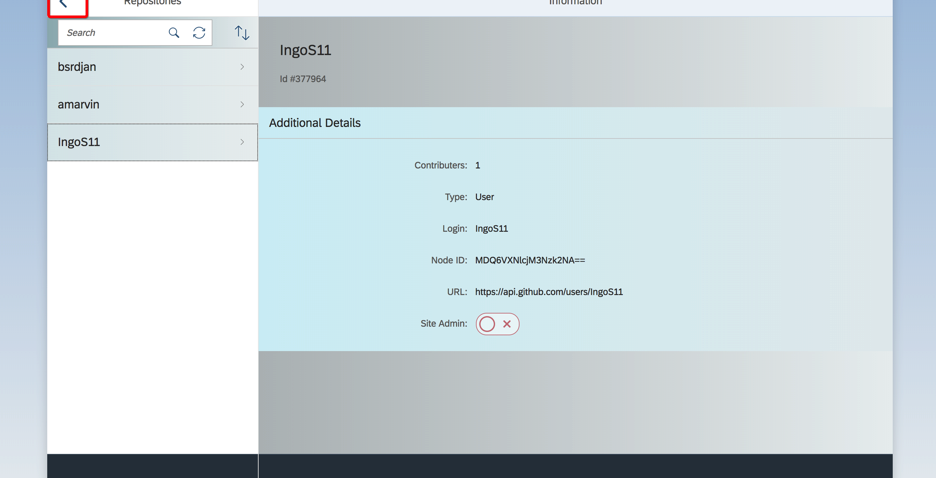 Repositories
Information
Search
bsrdjan
amarvin
IngoS11
IngoS11
Id #377964
Additional Details
Contributers: 1
Type: User
Login: IngoS11
Node ID: MDQ6VXNlcjM3Nzk2NA==
URL: https://api.github.com/users/IngoS11
Site Admin: